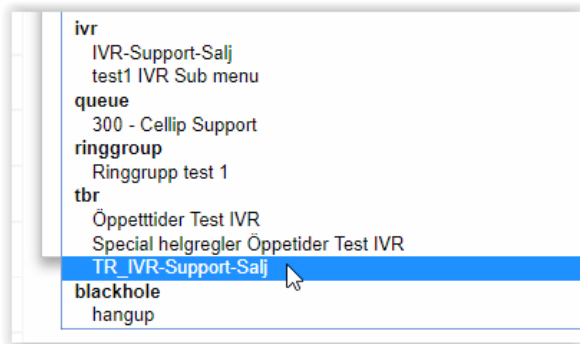 ivr
IVR-Support-Salj
test1 IVR Sub menu
queue
300 - Cellip Support
ringgroup
Ringgrupp test 1
tbr
Öppetttider Test IVR
Special helgregler Öppetider Test IVR
TR_IVR-Support-Salj
blackhole
hangup